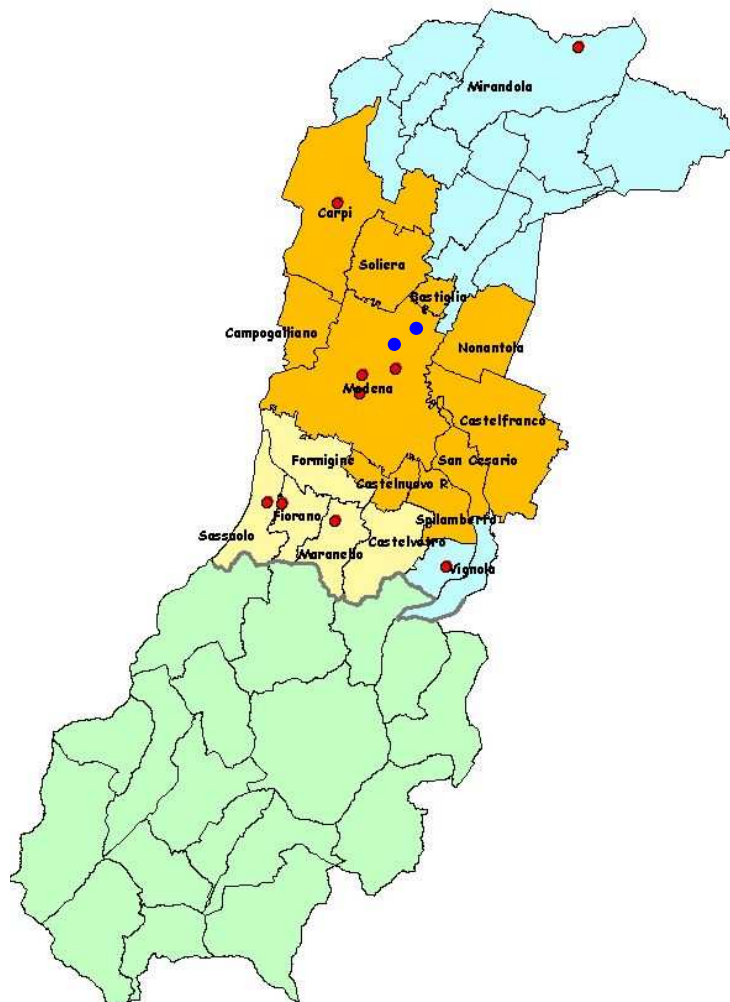 Mirandola
Carpi
Soliera
Bastiglia
Campogalliano
Nonantola
Modena
Castelfranco
Formigine
San Cesario
Castelnuovo R.
Fiorano
Spilamberto
Sassuolo
Castelvetro
Maranello
Vignola